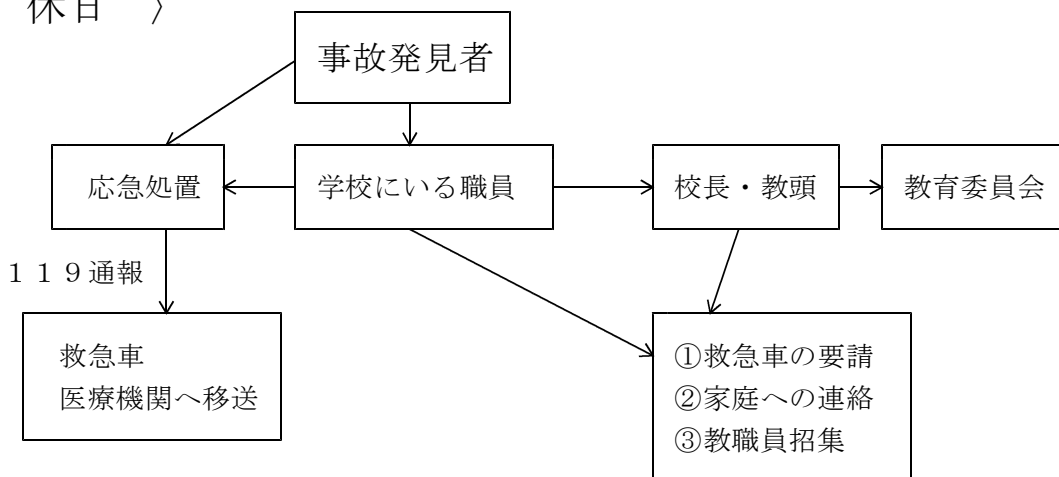 休日 〉
事故発見者
応急処置
学校にいる職員
校長・教頭
教育委員会
119通報
救急車
医療機関へ移送
①救急車の要請
②家庭への連絡
③教職員招集